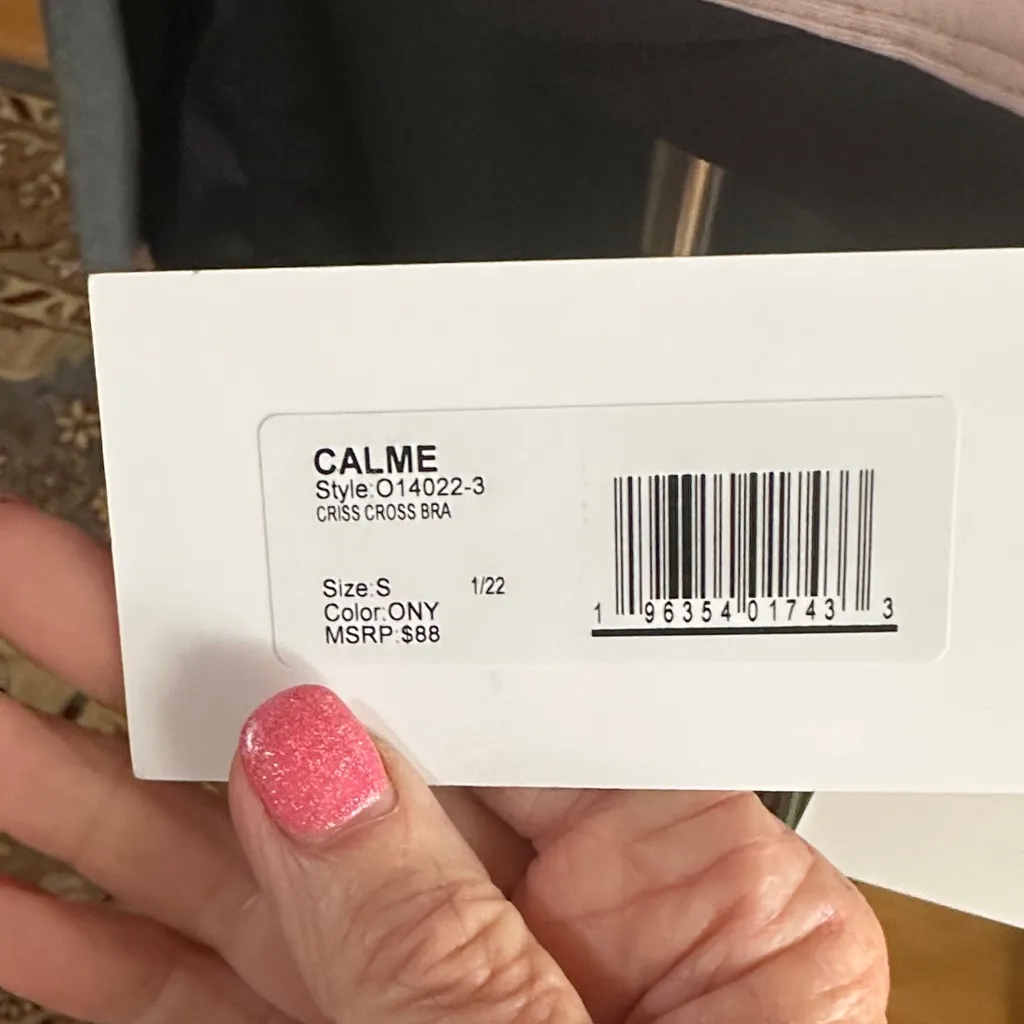 CALME
Style:O14022-3
CRISS CROSS BRA
Size:S 1/22
Color:ONY
MSRP:$88
1 96354 01743 3